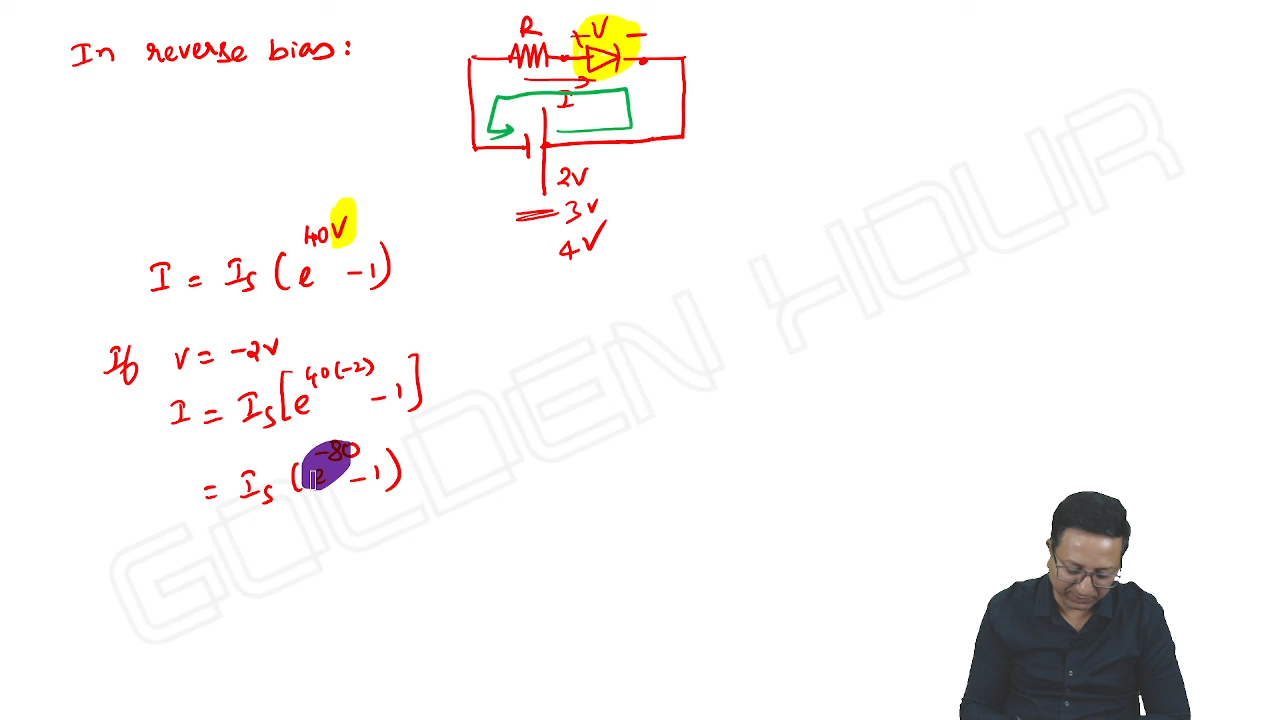 In reverse bias:
R
+ V -
I
2V
3V
4V
I = Is (e^40V -1)
If V = -2V
I = Is [e^40(-2) -1]
= Is (e^-80 -1)
GOLDEN HOUR